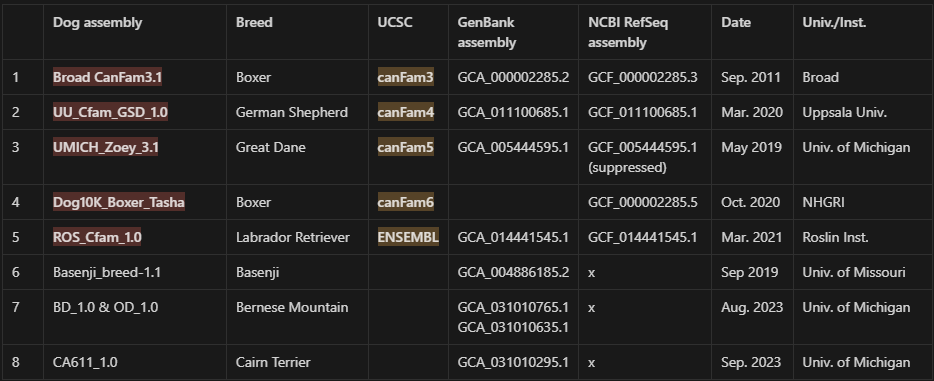 Dog assembly Breed UCSC GenBank assembly NCBI RefSeq assembly Date Univ./Inst.
1 Broad CanFam3.1 Boxer canFam3 GCA_000002285.2 GCF_000002285.3 Sep. 2011 Broad
2 UU_Cfam_GSD_1.0 German Shepherd canFam4 GCA_011100685.1 GCF_011100685.1 Mar. 2020 Uppsala Univ.
3 UMICH_Zoey_3.1 Great Dane canFam5 GCA_005444595.1 GCF_005444595.1 (suppressed) May 2019 Univ. of Michigan
4 Dog10K_Boxer_Tasha Boxer canFam6 GCF_000002285.5 Oct. 2020 NHGRI
5 ROS_Cfam_1.0 Labrador Retriever ENSEMBL GCA_014441545.1 GCF_014441545.1 Mar. 2021 Roslin Inst.
6 Basenji_breed-1.1 Basenji GCA_004886185.2 x Sep 2019 Univ. of Missouri
7 BD_1.0 & OD_1.0 Bernese Mountain GCA_031010765.1 GCA_031010635.1 x Aug. 2023 Univ. of Michigan
8 CA611_1.0 Cairn Terrier GCA_031010295.1 x Sep. 2023 Univ. of Michigan